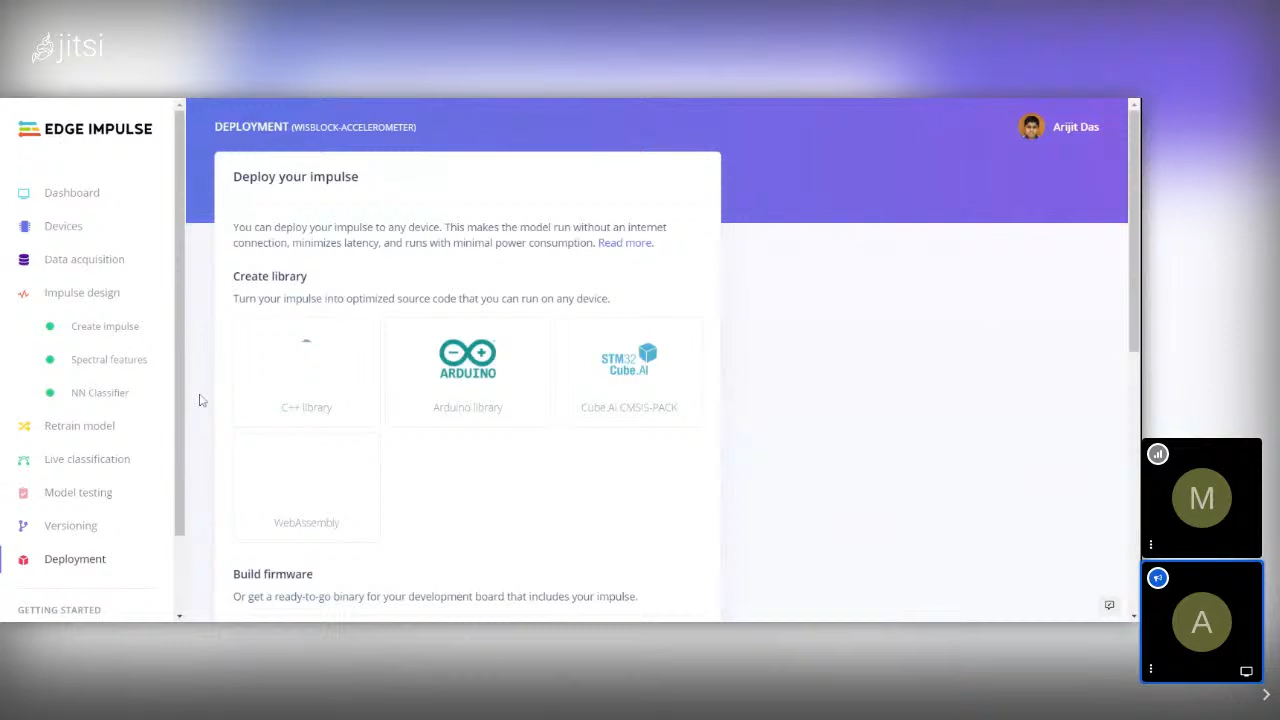 jitsi
EDGE IMPULSE
DEPLOYMENT (WISBLOCK-ACCELEROMETER)
Arijit Das
Dashboard
Devices
Data acquisition
Impulse design
Create impulse
Spectral features
NN Classifier
Retrain model
Live classification
Model testing
Versioning
Deployment
GETTING STARTED
Deploy your impulse
You can deploy your impulse to any device. This makes the model run without an internet
connection, minimizes latency, and runs with minimal power consumption. Read more.
Create library
Turn your impulse into optimized source code that you can run on any device.
C++ library
ARDUINO
Arduino library
STM32
Cube.AI
Cube.AI CMSIS-PACK
WebAssembly
Build firmware
Or get a ready-to-go binary for your development board that includes your impulse.
M
A